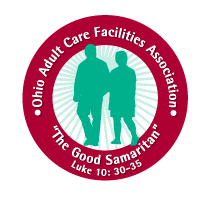 • Ohio Adult Care Facilities Association •
"The Good Samaritan"
Luke 10: 30-35